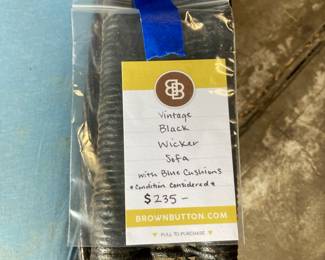 BB
Vintage
Black
Wicker
Sofa
with Blue Cushions
* Condition Considered *
$235-
BROWNBUTTON.COM
PULL TO PURCHASE